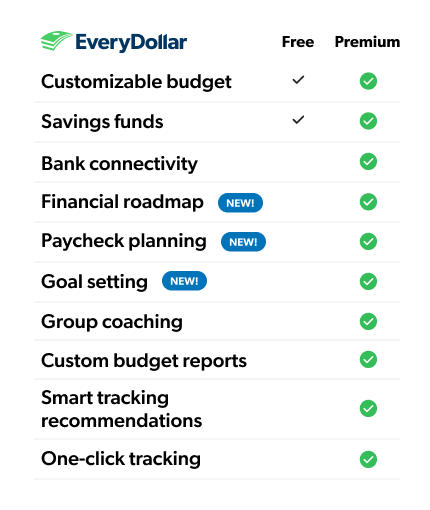 EveryDollar Free Premium
Customizable budget
Savings funds
Bank connectivity
Financial roadmap NEW!
Paycheck planning NEW!
Goal setting NEW!
Group coaching
Custom budget reports
Smart tracking
recommendations
One-click tracking